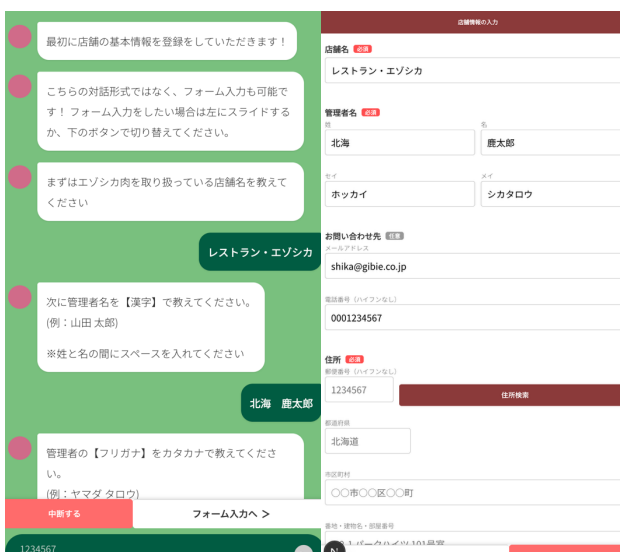 最初に店舗の基本情報を登録をしていただきます！
こちらの対話形式ではなく、フォーム入力も可能で
す！ フォーム入力をしたい場合は左にスライドする
か、下のボタンで切り替えてください。
まずはエゾシカ肉を取り扱っている店舗名を教えて
ください
レストラン・エゾシカ
次に管理者名を【漢字】で教えてください。
(例：山田 太郎)
※姓と名の間にスペースを入れてください
北海　鹿太郎
管理者の【フリガナ】をカタカナで教えてくださ
い。
(例：ヤマダ タロウ)
中断する
フォーム入力へ >
1234567
店舗情報の入力
店舗名 必須
レストラン・エゾシカ
管理者名 必須
姓 名
北海 鹿太郎
セイ メイ
ホッカイ シカタロウ
お問い合わせ先 任意
メールアドレス
shika@gibie.co.jp
電話番号（ハイフンなし）
0001234567
住所 必須
郵便番号（ハイフンなし）
1234567 住所検索
都道府県
北海道
市区町村
〇〇市〇〇区〇〇町
番地・建物名・部屋番号
パークハイツ 101号室
N